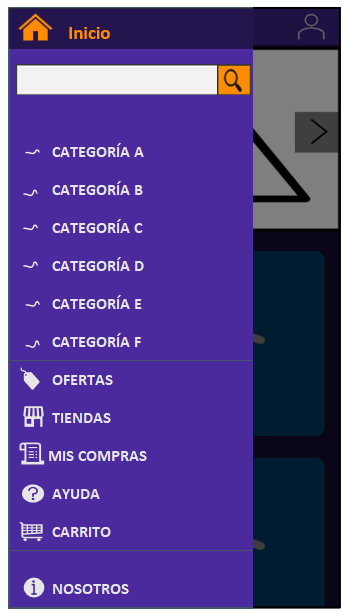 Inicio
CATEGORÍA A
CATEGORÍA B
CATEGORÍA C
CATEGORÍA D
CATEGORÍA E
CATEGORÍA F
OFERTAS
TIENDAS
MIS COMPRAS
AYUDA
CARRITO
NOSOTROS